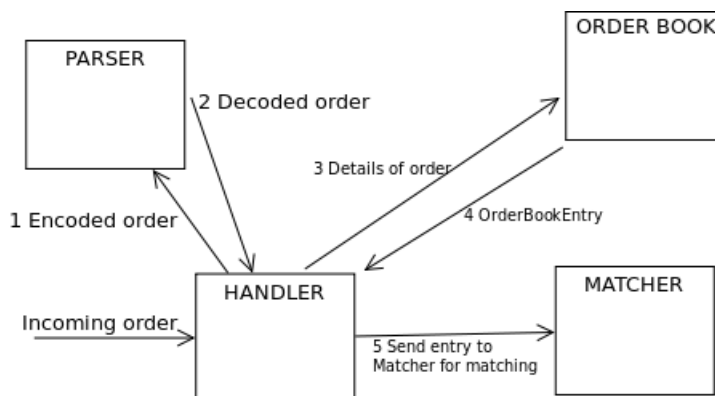 ORDER BOOK
PARSER
2 Decoded order
3 Details of order
1 Encoded order
4 OrderBookEntry
HANDLER
MATCHER
Incoming order
5 Send entry to
Matcher for matching